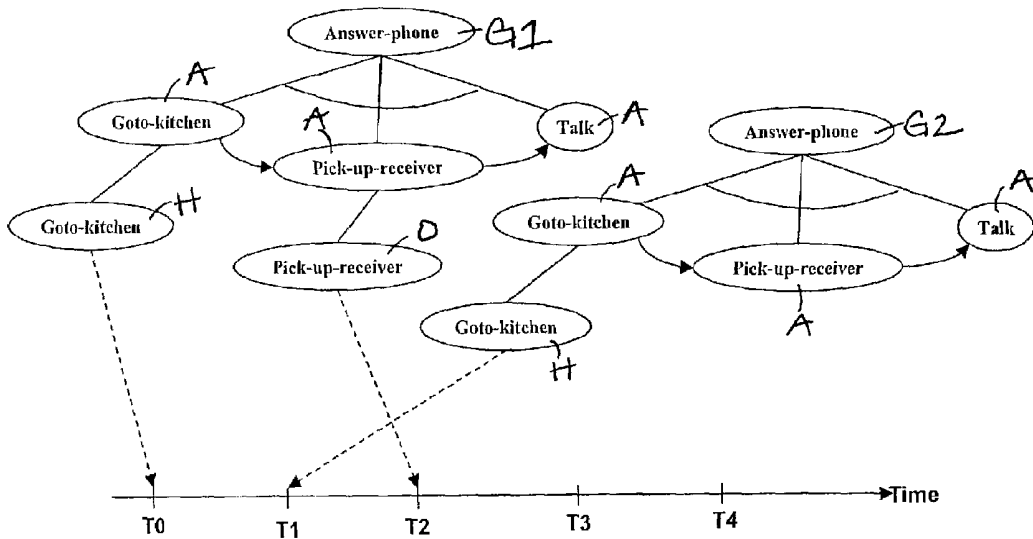 Answer-phone G1
A
Goto-kitchen
A
Talk A
Answer-phone G2
Pick-up-receiver
A
A
Goto-kitchen H
Goto-kitchen
Talk
O
Pick-up-receiver
Pick-up-receiver
A
Goto-kitchen
H
Time
T0 T1 T2 T3 T4